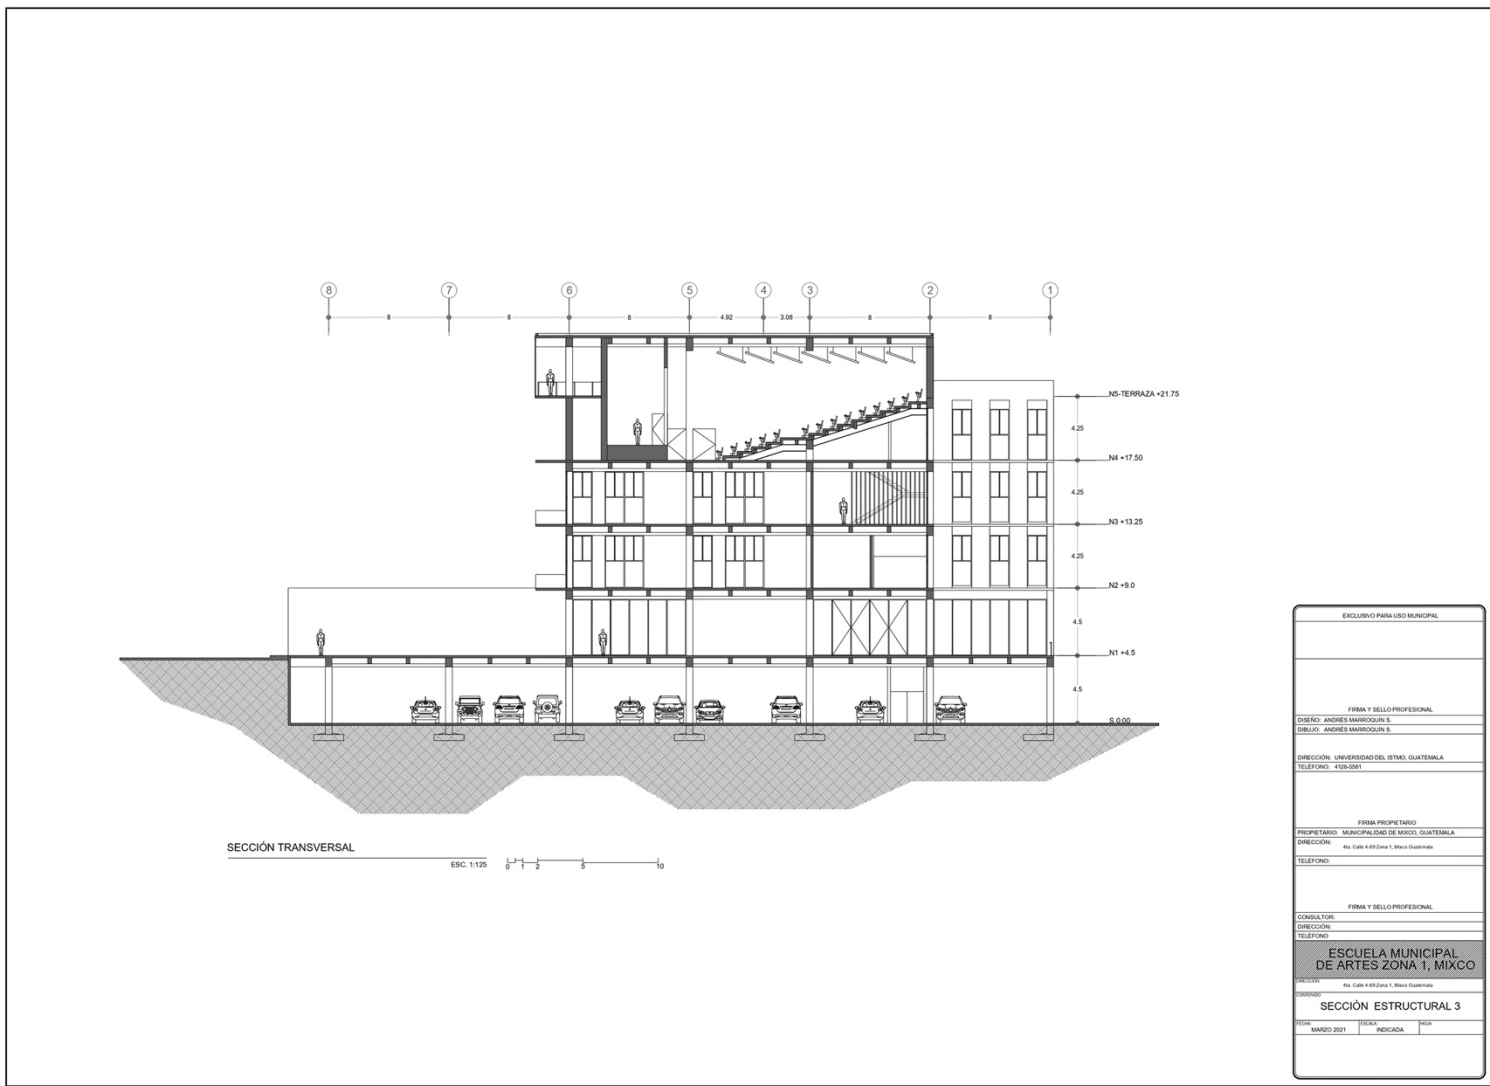 8 7 6 5 4 3 2 1
8 8 8 4.92 3.08 8 8
N5-TERRAZA +21.75
4.25
N4 +17.50
4.25
N3 +13.25
4.25
N2 +9.0
4.5
N1 +4.5
4.5
S 0.00
SECCIÓN TRANSVERSAL
ESC. 1:125
0 1 2 5 10
EXCLUSIVO PARA USO MUNICIPAL
FIRMA Y SELLO PROFESIONAL
DISEÑO: ANDRÉS MARROQUÍN S.
DIBUJO: ANDRÉS MARROQUÍN S.
DIRECCIÓN: UNIVERSIDAD DEL ISTMO, GUATEMALA
TELÉFONO: 4126-5581
FIRMA PROPIETARIO
PROPIETARIO: MUNICIPALIDAD DE MIXCO, GUATEMALA
DIRECCIÓN: 4ta. Calle 4-69 Zona 1, Mixco Guatemala
TELÉFONO:
FIRMA Y SELLO PROFESIONAL
CONSULTOR:
DIRECCIÓN:
TELÉFONO
ESCUELA MUNICIPAL
DE ARTES ZONA 1, MIXCO
DIRECCIÓN
4ta. Calle 4-69 Zona 1, Mixco Guatemala
CONTENIDO
SECCIÓN ESTRUCTURAL 3
FECHA: MARZO 2021 ESCALA: INDICADA HOJA